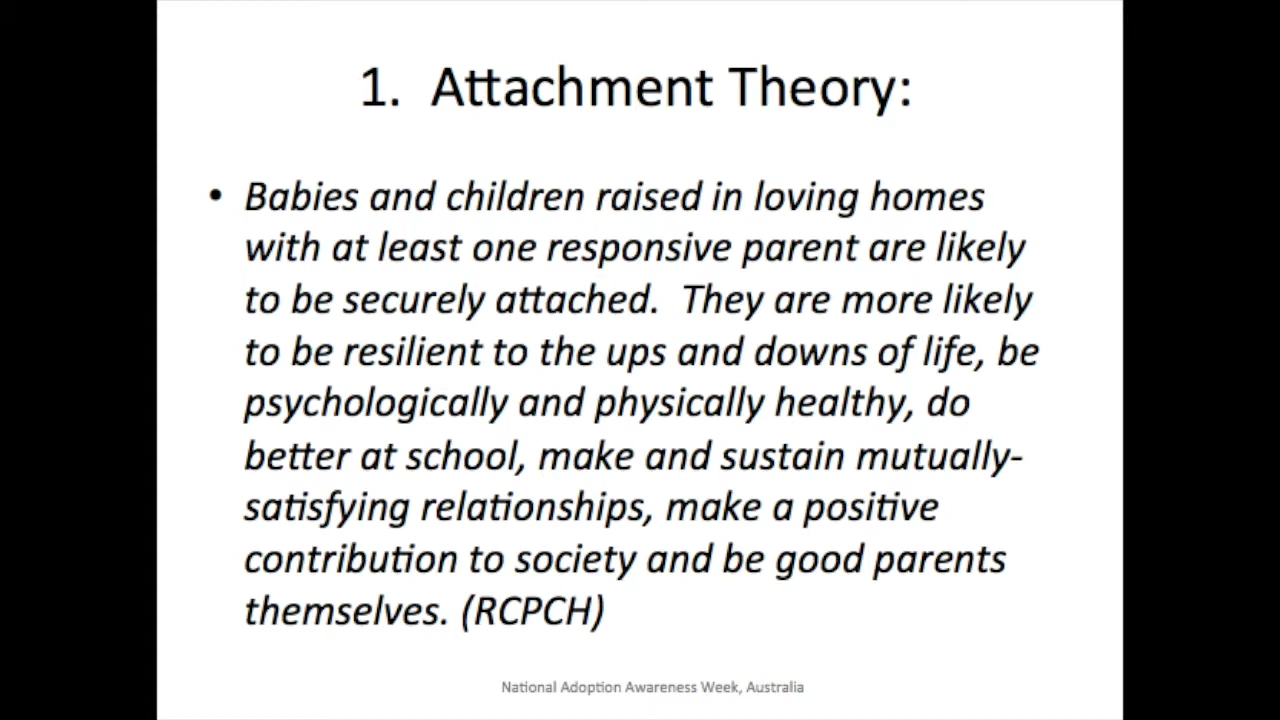 1. Attachment Theory:
• Babies and children raised in loving homes
with at least one responsive parent are likely
to be securely attached. They are more likely
to be resilient to the ups and downs of life, be
psychologically and physically healthy, do
better at school, make and sustain mutually-
satisfying relationships, make a positive
contribution to society and be good parents
themselves. (RCPCH)
National Adoption Awareness Week, Australia